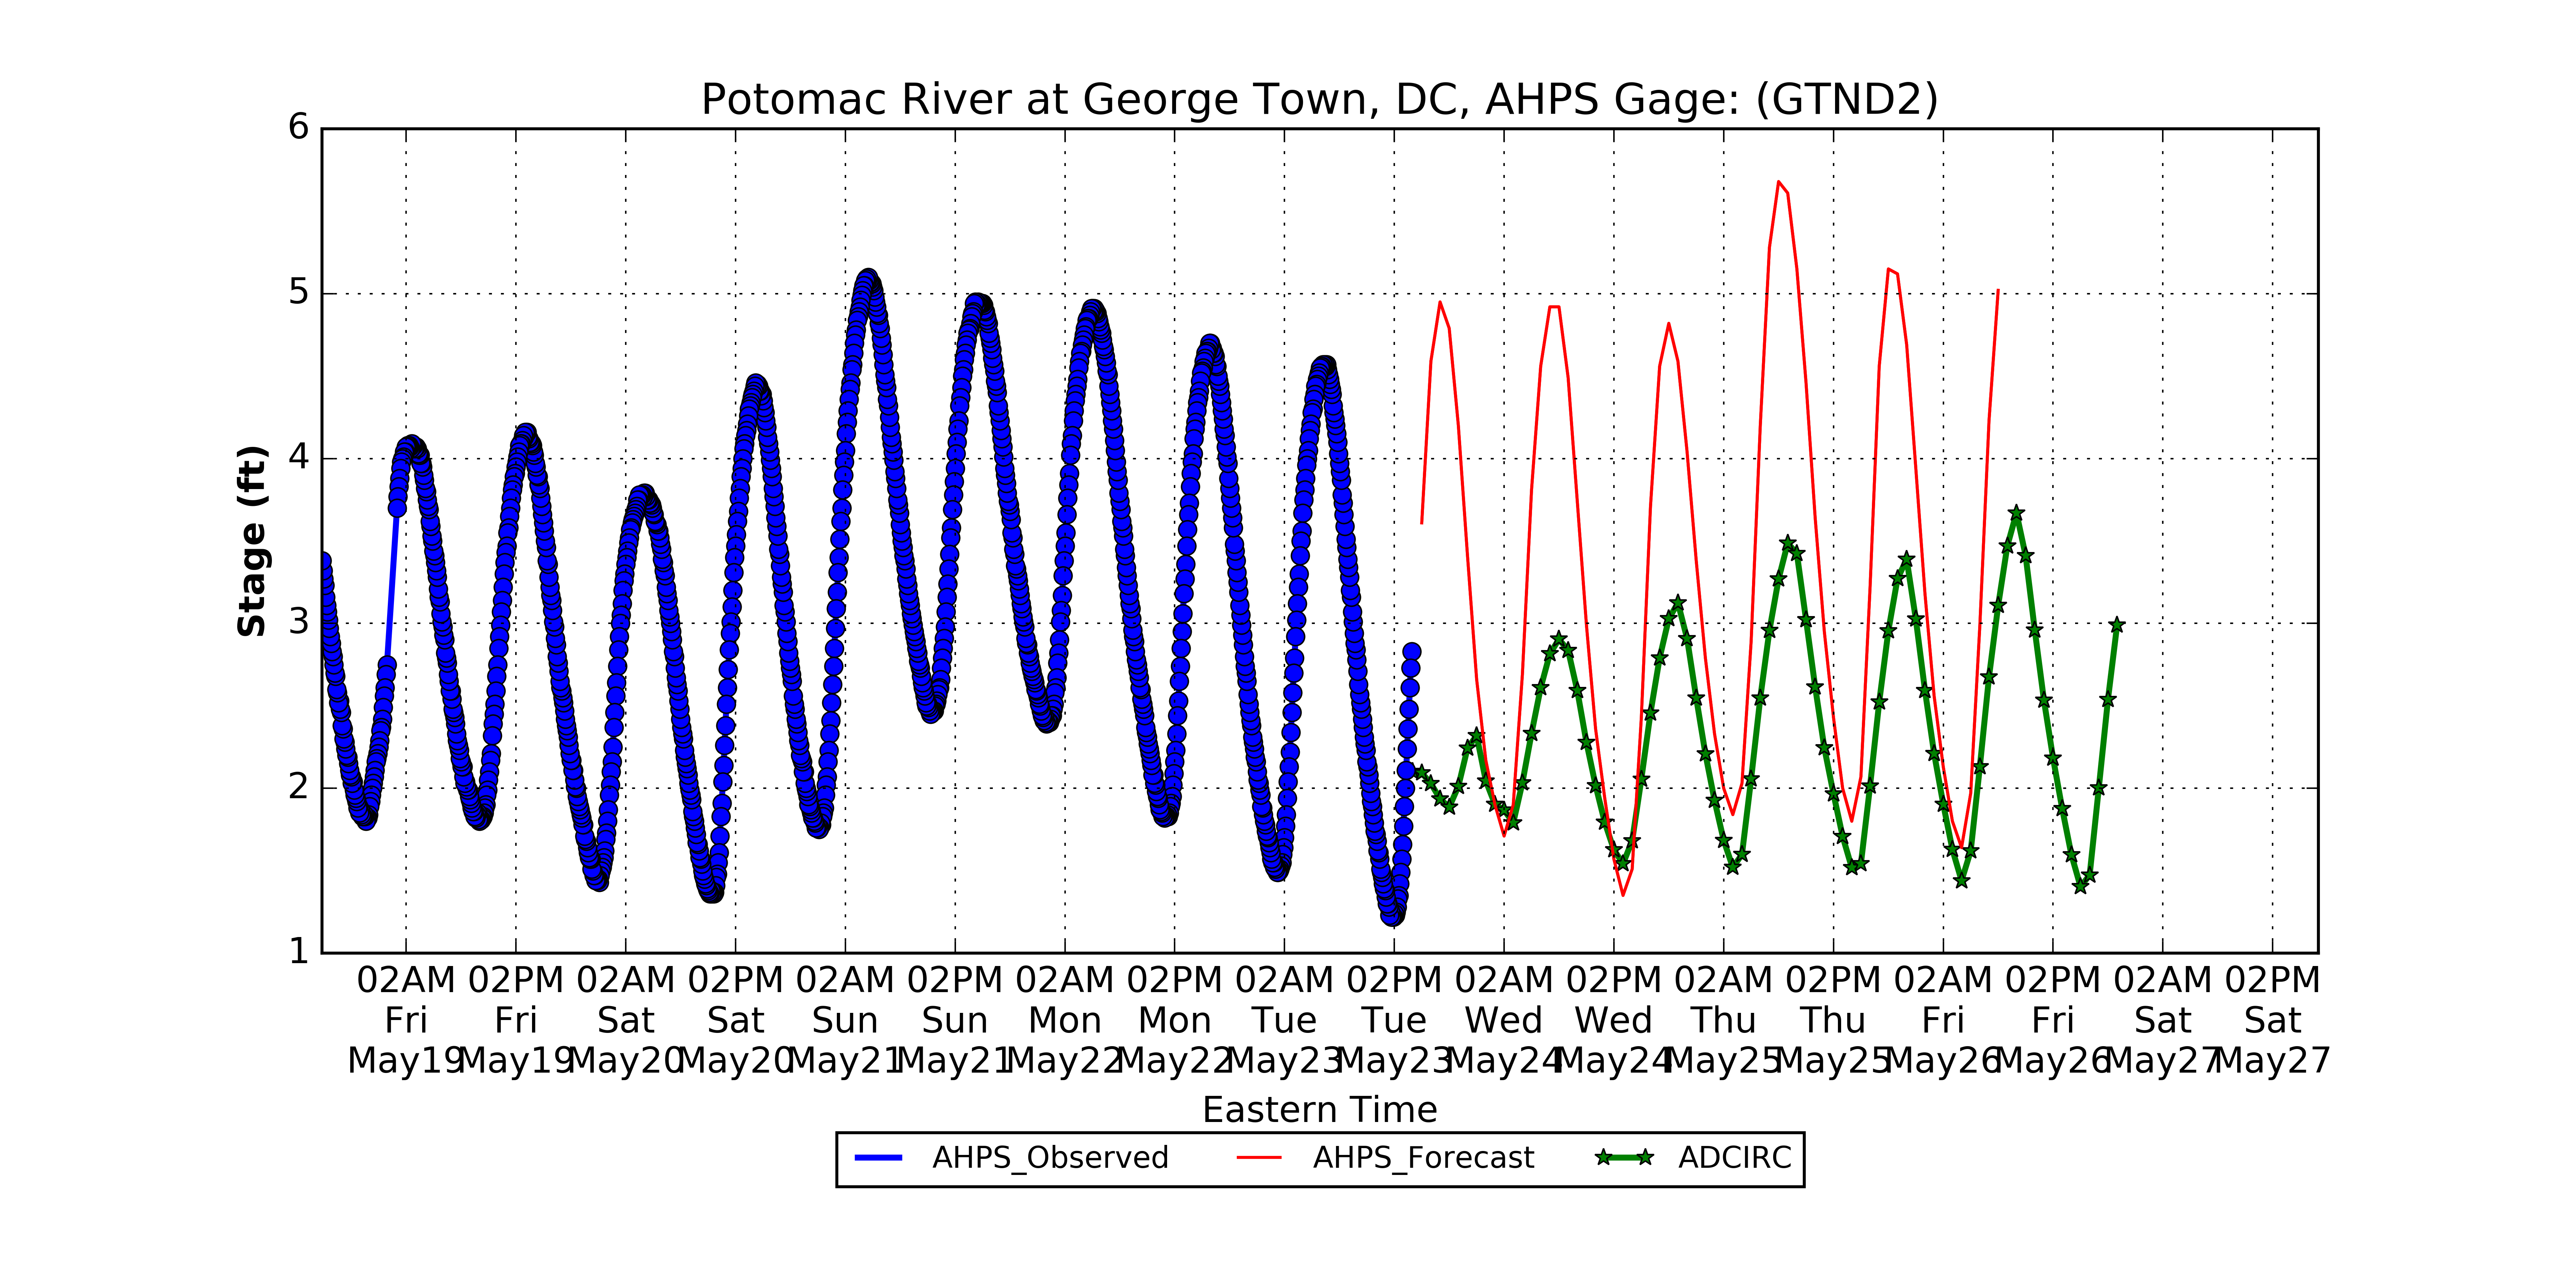 Potomac River at George Town, DC, AHPS Gage: (GTND2)
6
5
4
3
2
1
Stage (ft)
02AM 02PM 02AM 02PM 02AM 02PM 02AM 02PM 02AM 02PM 02AM 02PM 02AM 02PM 02AM 02PM 02AM 02PM
Fri Fri Sat Sat Sun Sun Mon Mon Tue Tue Wed Wed Thu Thu Fri Fri Sat Sat
May19 May19 May20 May20 May21 May21 May22 May22 May23 May23 May24 May24 May25 May25 May26 May26 May27 May27
Eastern Time
AHPS_Observed AHPS_Forecast ADCIRC